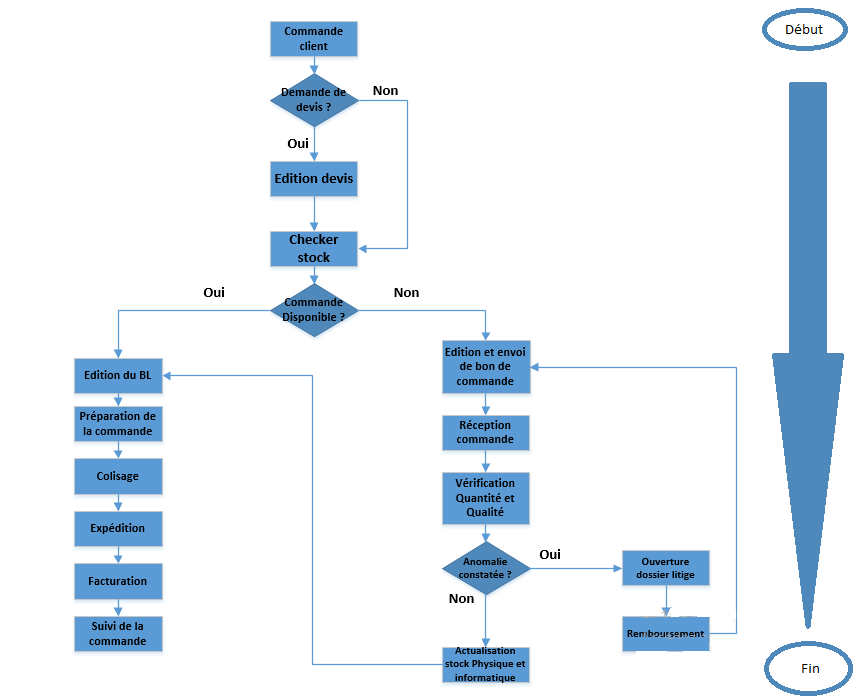 Début
Commande
client
Demande de
devis ?
Non
Oui
Edition devis
Checker
stock
Oui
Commande
Disponible ?
Non
Edition du BL
Préparation de
la commande
Colisage
Expédition
Facturation
Suivi de la
commande
Edition et envoi
de bon de
commande
Réception
commande
Vérification
Quantité et
Qualité
Anomalie
constatée ?
Oui
Non
Ouverture
dossier litige
Remboursement
Actualisation
stock Physique et
informatique
Fin